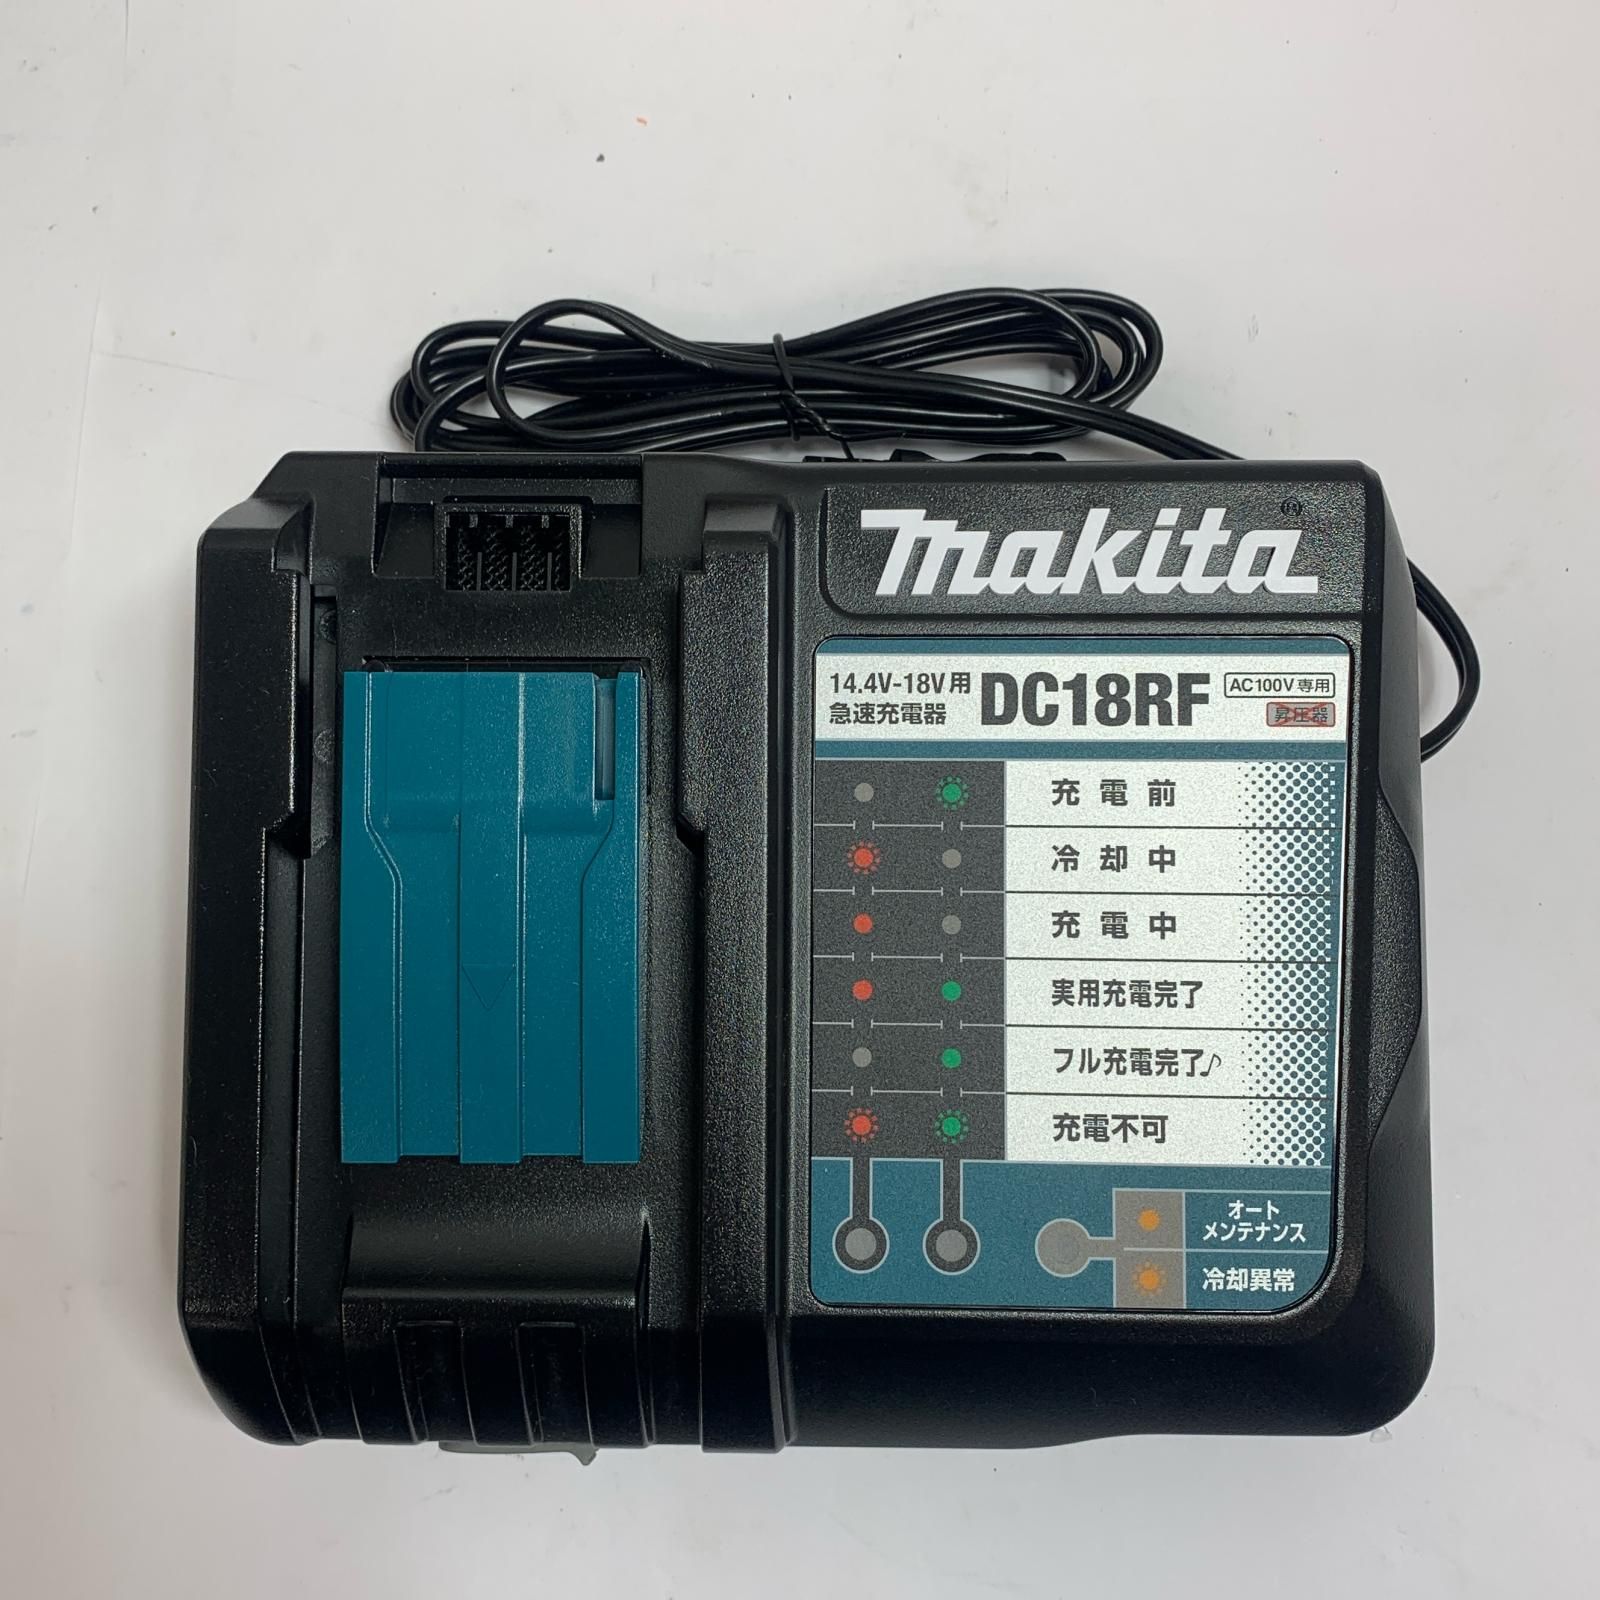 makita®
14.4V-18V用
急速充電器
DC18RF
AC100V専用
昇圧器
充電前
冷却中
充電中
実用充電完了
フル充電完了♪
充電不可
オート
メンテナンス
冷却異常